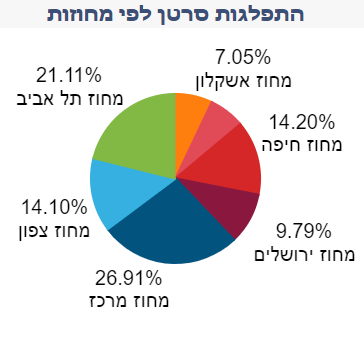 התפלגות סרטן לפי מחוזות
7.05%
מחוז אשקלון
21.11%
מחוז תל אביב
14.20%
מחוז חיפה
14.10%
מחוז צפון
9.79%
מחוז ירושלים
26.91%
מחוז מרכז